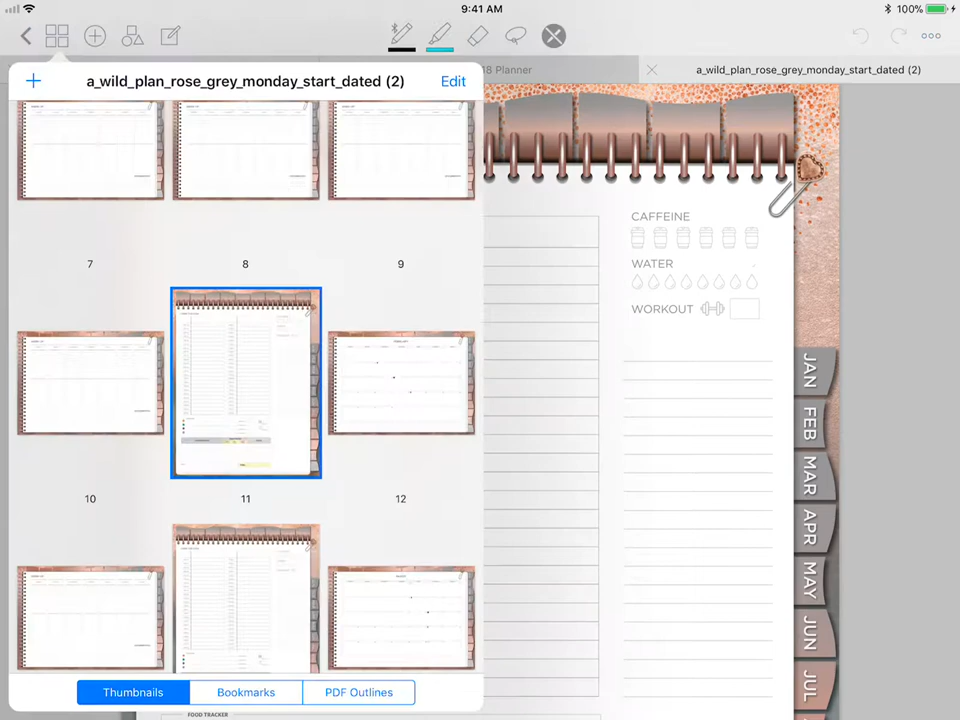 9:41 AM
100%
18 Planner
a_wild_plan_rose_grey_monday_start_dated (2)
a_wild_plan_rose_grey_monday_start_dated (2)
Edit
7
8
9
10
11
12
Thumbnails
Bookmarks
PDF Outlines
CAFFEINE
WATER
WORKOUT
JAN
FEB
MAR
APR
MAY
JUN
JUL
FOOD TRACKER